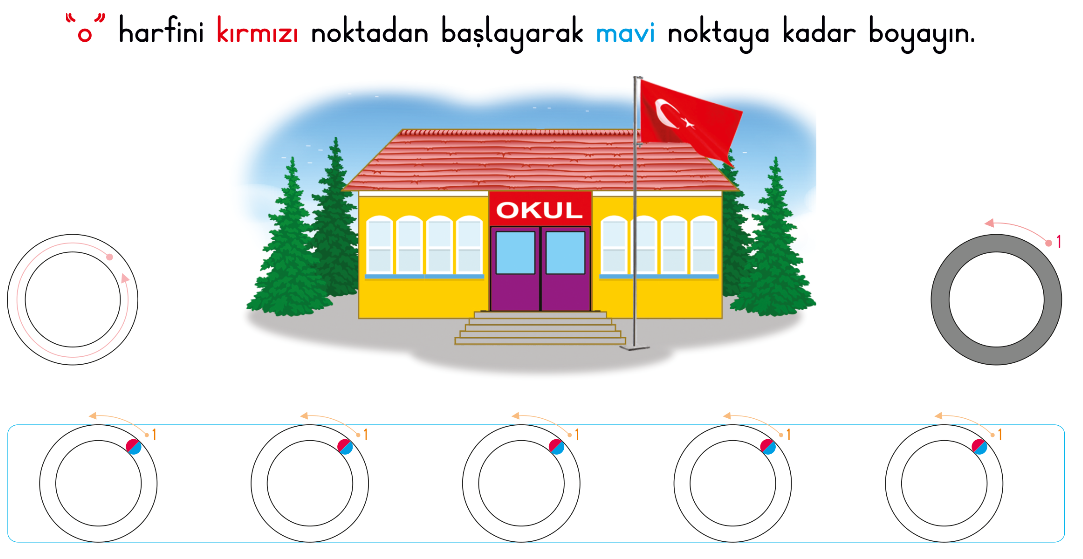 "o" harfini kırmızı noktadan başlayarak mavi noktaya kadar boyayın.
OKUL
1
1 1 1 1 1